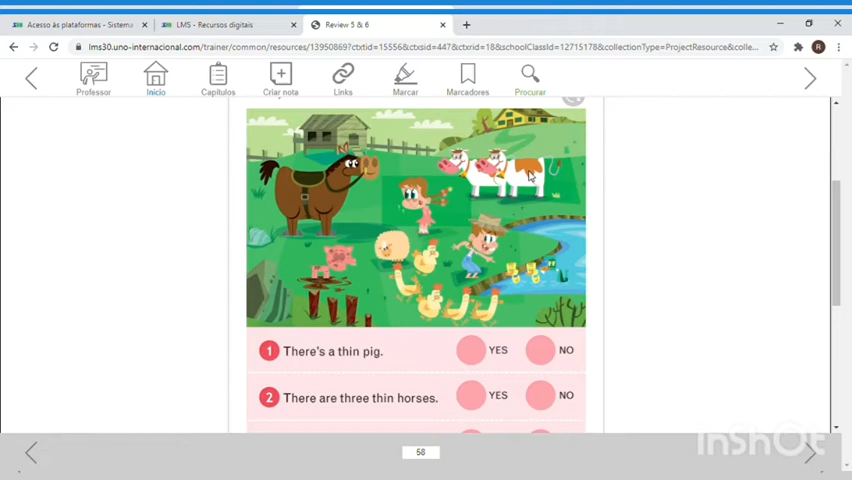 Acesso às plataformas - Sistema
LMS - Recursos digitais
Review 5 & 6
lms30.uno-internacional.com/trainer/common/resources/13950869?ctxtid=15556&ctxsid=447&ctxrid=18&schoolClassId=12715178&collectionType=ProjectResource&colle...
R
Professor
Início
Capítulos
Criar nota
Links
Marcar
Marcadores
Procurar
1 There's a thin pig. YES NO
2 There are three thin horses. YES NO
58
InShOt